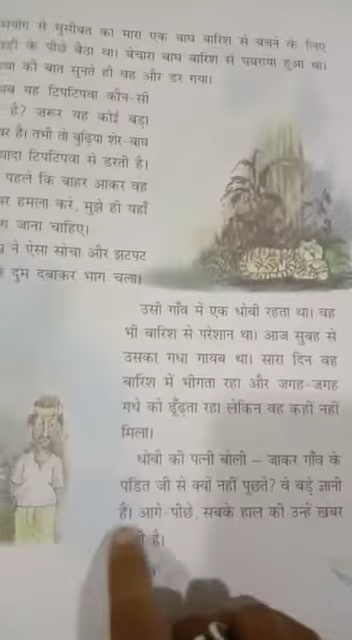 से मुसीबत का मारा एक बाघ बारिश से बचने के लिए
के पीछे बैठा था। बेचारा बाघ बारिश से घबराया हुआ था।
की बात सुनते ही वह और डर गया।
यह टिपटिपवा कौन-सी
है? ज़रूर यह कोई बड़ा
है। तभी तो बुढ़िया शेर-बाघ
टिपटिपवा से डरती है।
पहले कि बाहर आकर वह
हमला करे, मुझे ही यहाँ
जाना चाहिए।
ने ऐसा सोचा और झटपट
दुम दबाकर भाग चला।
उसी गाँव में एक धोबी रहता था। वह
भी बारिश से परेशान था। आज सुबह से
उसका गधा गायब था। सारा दिन वह
बारिश में भीगता रहा और जगह-जगह
गधे को ढूँढ़ता रहा लेकिन वह कहीं नहीं
मिला।
धोबी की पत्नी बोली – जाकर गाँव के
पंडित जी से क्यों नहीं पूछते? वे बड़े ज्ञानी
हैं। आगे-पीछे, सबके हाल की उन्हें खबर
है।